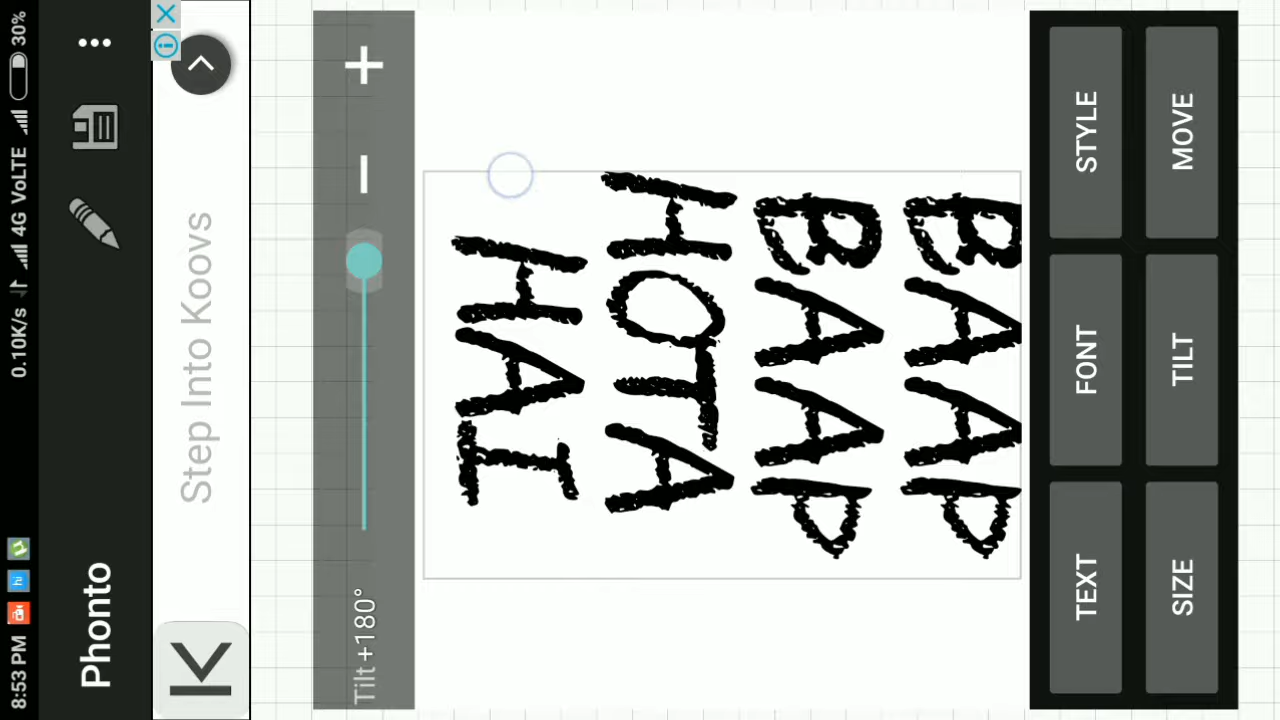 8:53 PM hi 0.10K/s 4G VoLTE 30%
Phonto
Step Into Koovs
Tilt +180°
BAAP
BAAP
HOTA
HAI
TEXT FONT STYLE
SIZE TILT MOVE